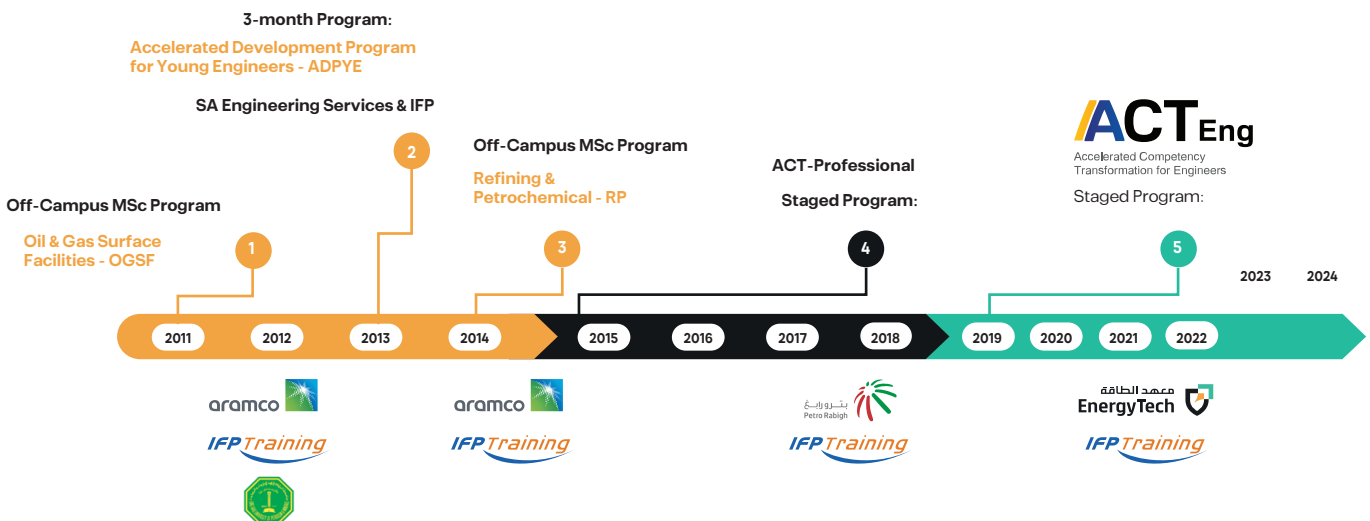 3-month Program:
Accelerated Development Program
for Young Engineers - ADPYE
SA Engineering Services & IFP
2
Off-Campus MSc Program
Refining &
Petrochemical - RP
3
Off-Campus MSc Program
Oil & Gas Surface
Facilities - OGSF
1
ACT-Professional
Staged Program:
4
ACT Eng
Accelerated Competency
Transformation for Engineers
Staged Program:
5
2023 2024
2011 2012 2013 2014 2015 2016 2017 2018 2019 2020 2021 2022
aramco
IFP Training
aramco
IFP Training
بترورابغ
Petro Rabigh
IFP Training
معهد الطاقة
EnergyTech
IFP Training